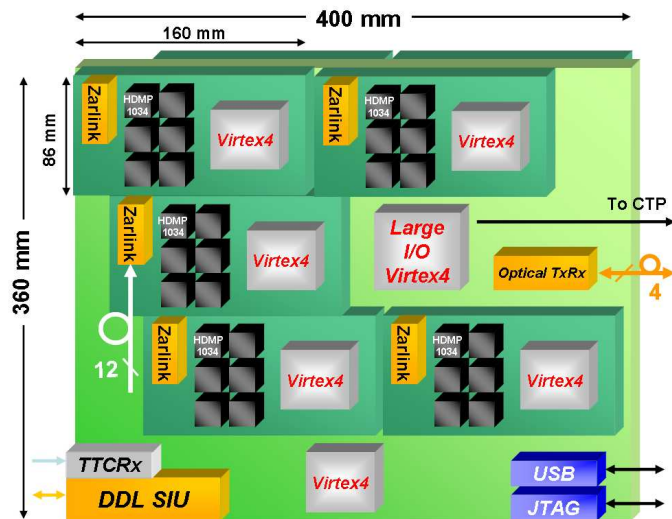 400 mm
160 mm
Zarlink
HDMP
1034
Virtex4
Zarlink
HDMP
1034
Virtex4
86 mm
360 mm
Zarlink
HDMP
1034
Virtex4
Large
I/O
Virtex4
To CTP
Optical TxRx
4
12
Zarlink
HDMP
1034
Virtex4
Zarlink
HDMP
1034
Virtex4
TTCRx
DDL SIU
Virtex4
USB
JTAG